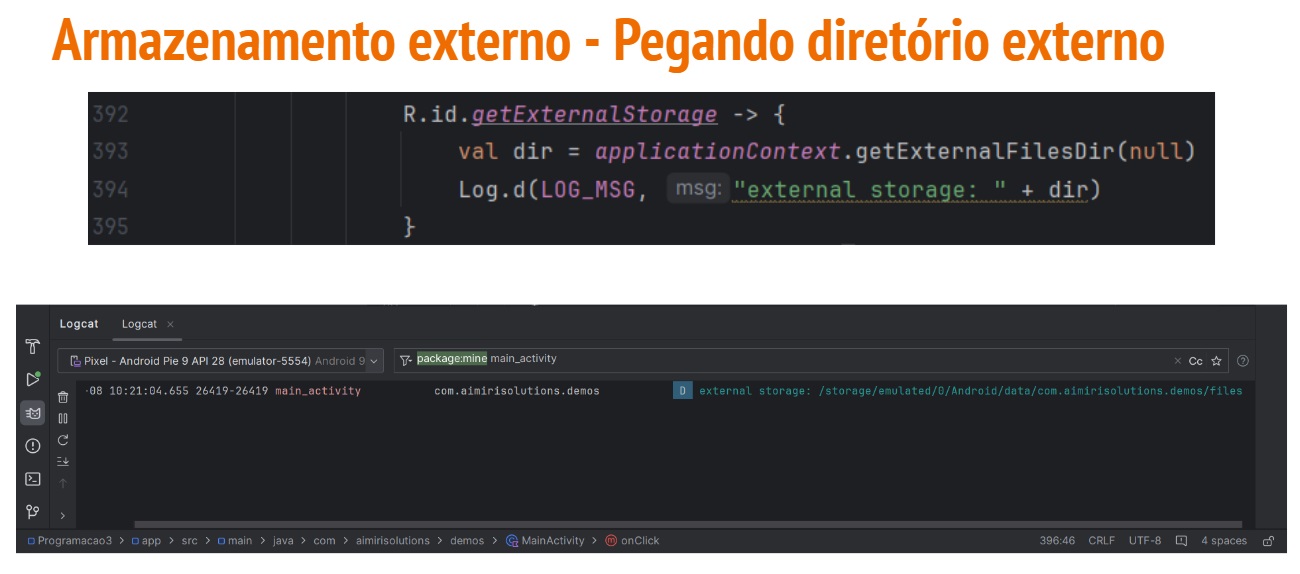 Armazenamento externo - Pegando diretório externo
392 R.id.getExternalStorage -> {
393 val dir = applicationContext.getExternalFilesDir(null)
394 Log.d(LOG_MSG, msg: "external storage: " + dir)
395 }
Logcat Logcat ×
Pixel - Android Pie 9 API 28 (emulator-5554) Android 9 package:mine main_activity × Cc
-08 10:21:04.655 26419-26419 main_activity com.aimirisolutions.demos D external storage: /storage/emulated/0/Android/data/com.aimirisolutions.demos/files
Programacao3 > app > src > main > java > com > aimirisolutions > demos > MainActivity > onClick 396:46 CRLF UTF-8 4 spaces